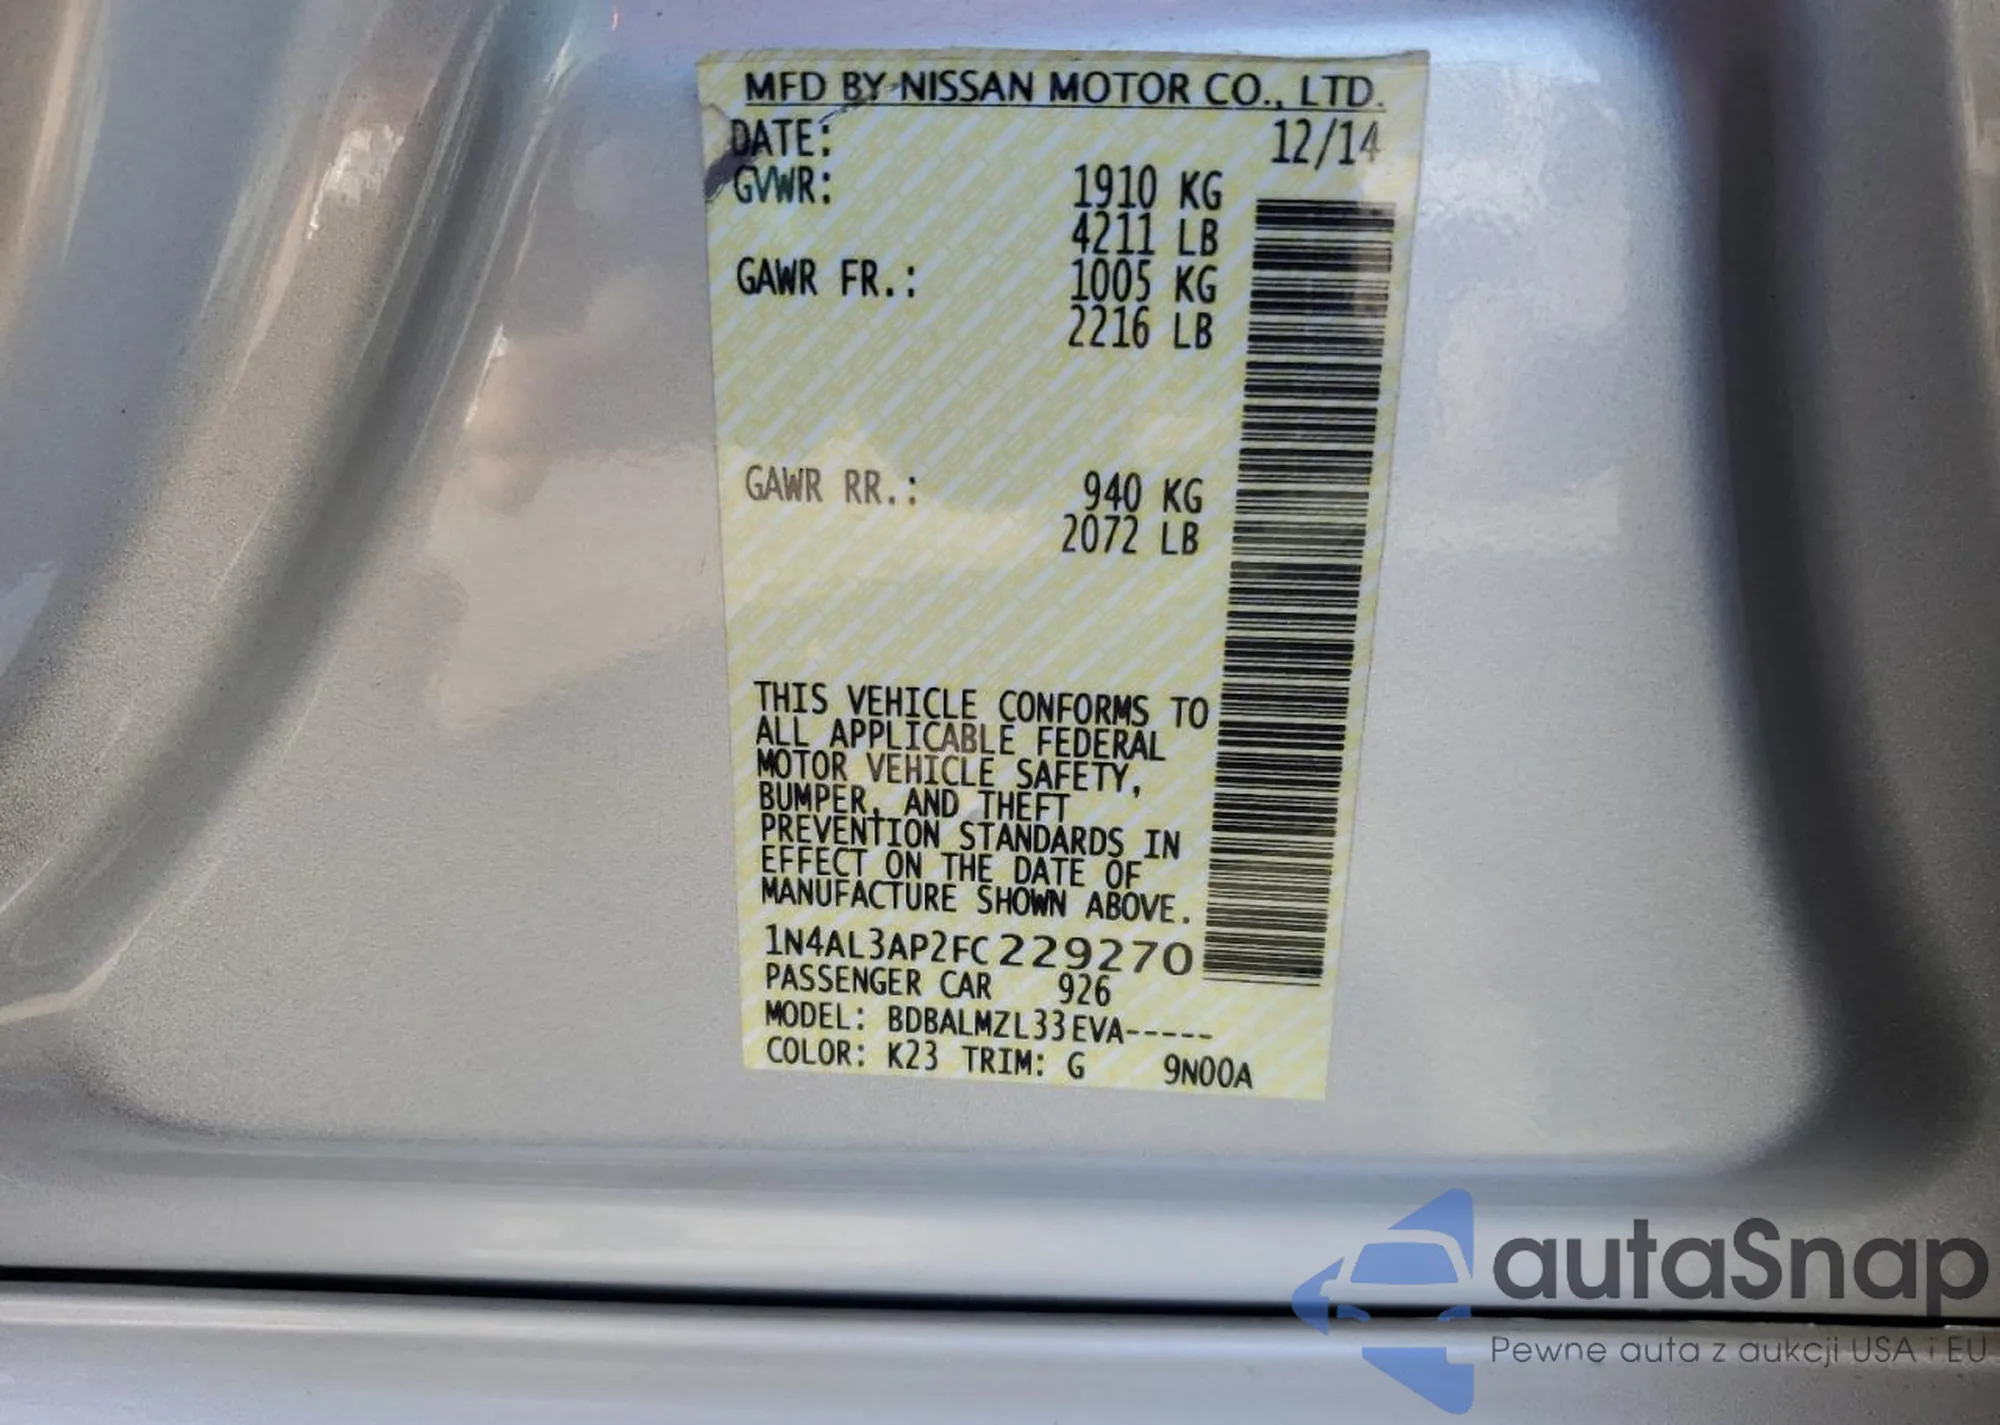 MFD BY NISSAN MOTOR CO., LTD.
DATE: 12/14
GVWR: 1910 KG
4211 LB
GAWR FR.: 1005 KG
2216 LB
GAWR RR.: 940 KG
2072 LB
THIS VEHICLE CONFORMS TO
ALL APPLICABLE FEDERAL
MOTOR VEHICLE SAFETY,
BUMPER, AND THEFT
PREVENTION STANDARDS IN
EFFECT ON THE DATE OF
MANUFACTURE SHOWN ABOVE.
1N4AL3AP2FC229270
PASSENGER CAR 926
MODEL: BDBALMZL33EVA-----
COLOR: K23 TRIM: G 9N00A
autaSnap
Pewne auta z aukcji USA i EU